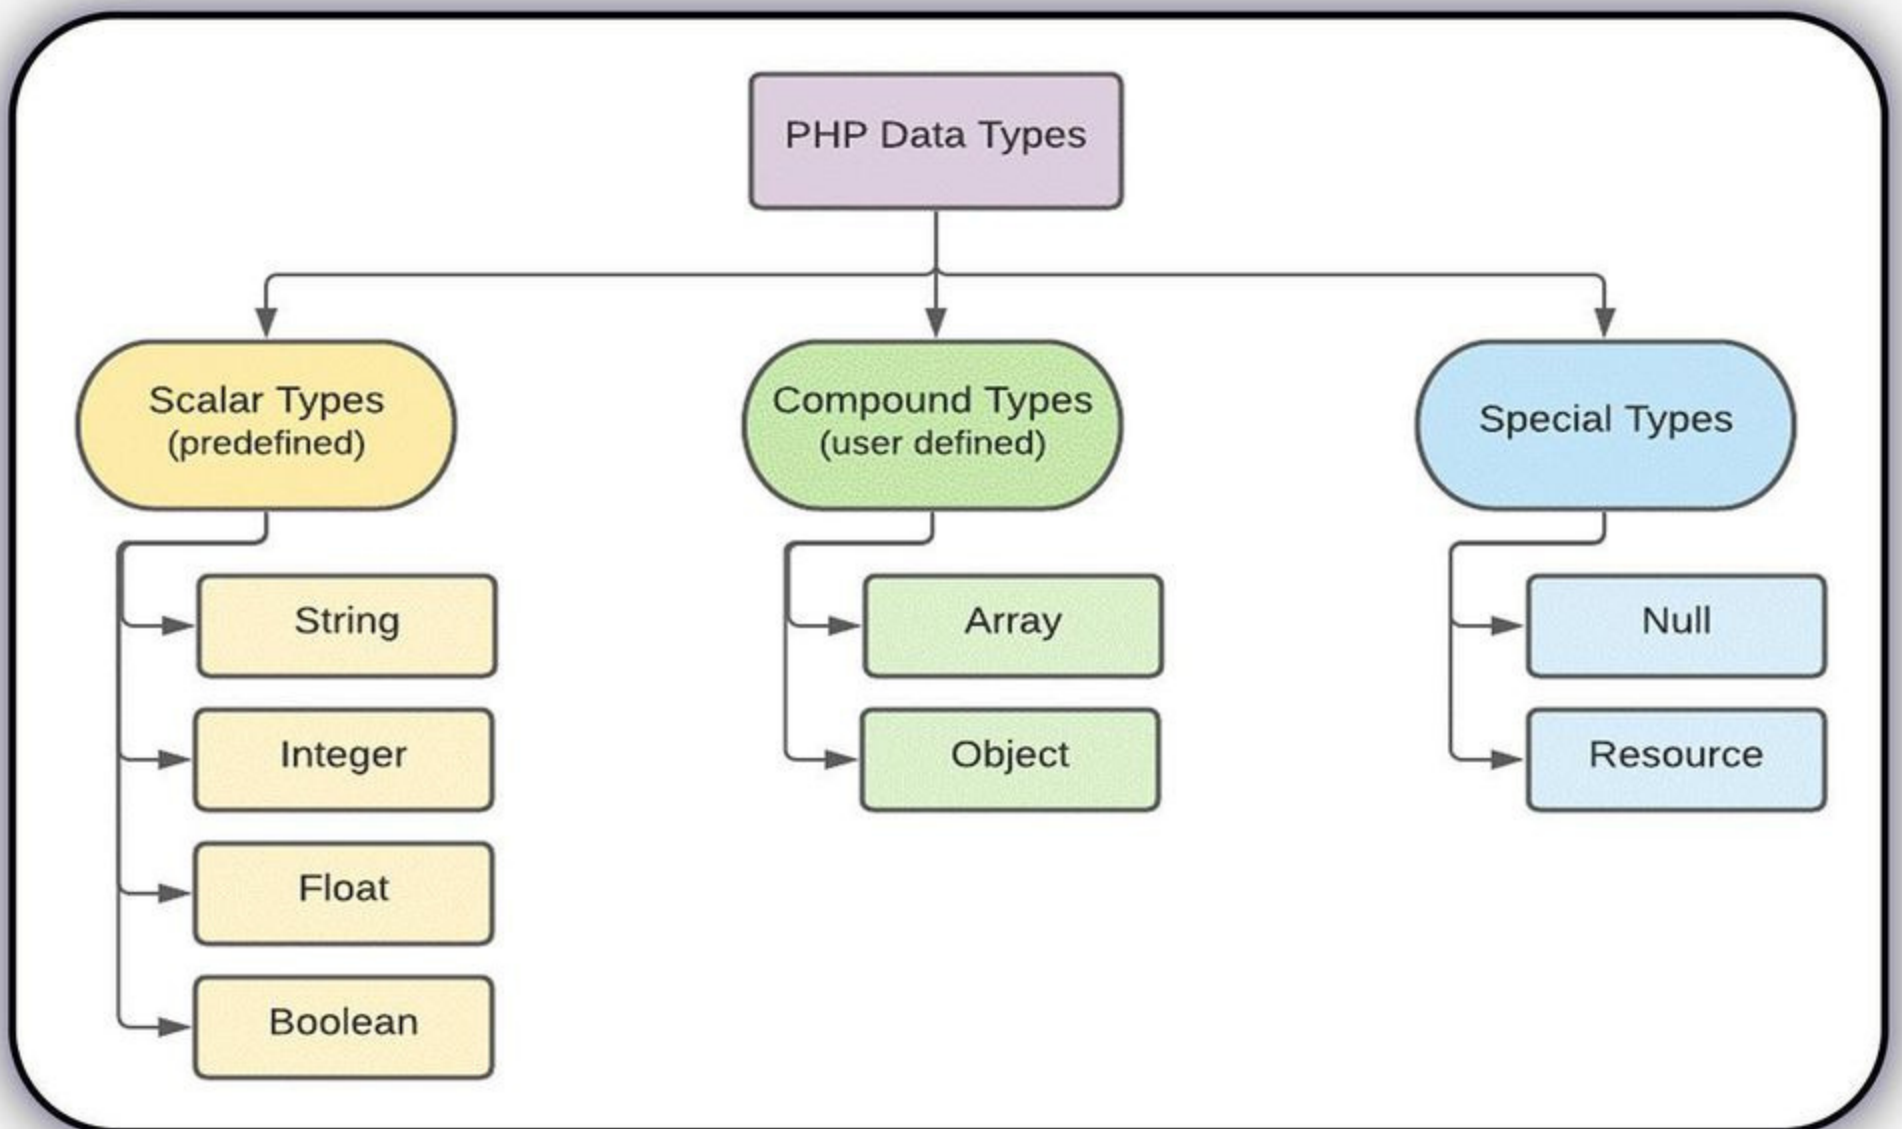 PHP Data Types
Scalar Types
(predefined)
Compound Types
(user defined)
Special Types
String
Integer
Float
Boolean
Array
Object
Null
Resource